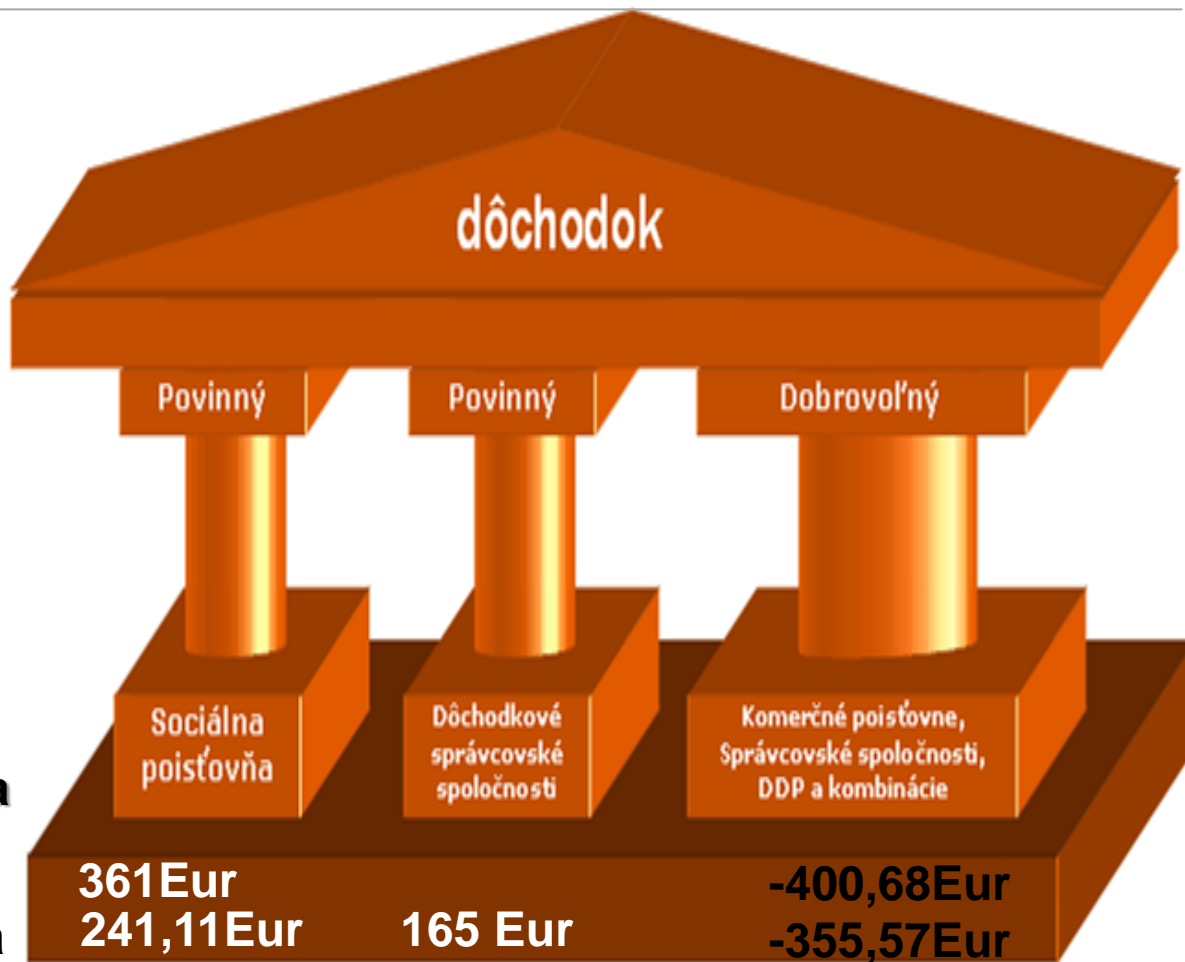 dôchodok
Povinný
Povinný
Dobrovoľný
Sociálna
poisťovňa
Dôchodkové
správcovské
spoločnosti
Komerčné poisťovne,
Správcovské spoločnosti,
DDP a kombinácie
a
361Eur
-400,68Eur
241,11Eur
165 Eur
-355,57Eur